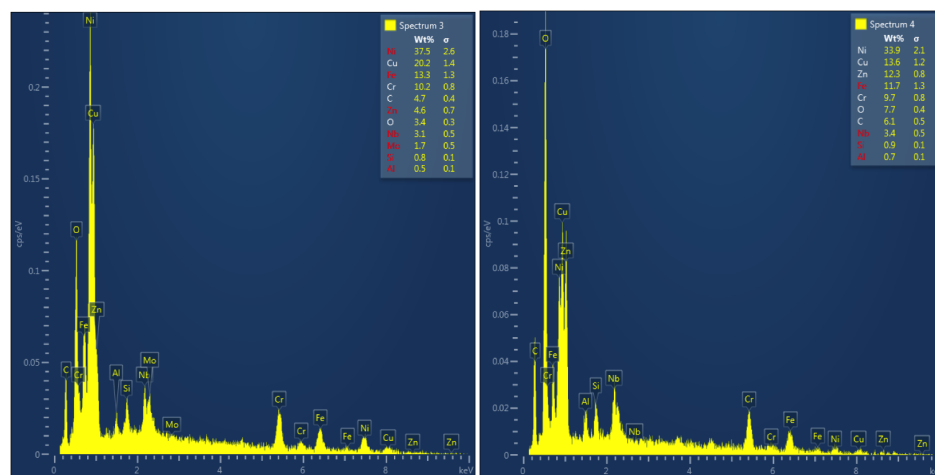 Spectrum 3
Wt% σ
Ni 37.5 2.6
Cu 20.2 1.4
Fe 13.3 1.3
Cr 10.2 0.8
C 4.7 0.4
Zn 4.6 0.7
O 3.4 0.3
Nb 3.1 0.5
Mo 1.7 0.5
Si 0.8 0.1
Al 0.5 0.1
Ni
Cu
O
Zn
Fe
C
Cr
Al
Mo
Si
Nb
Mo
Cr
Cr
Fe
Fe
Ni
Cu
Zn
Zn
0.2
0.15
0.1
0.05
0
cps/eV
0 2 4 6 8 keV
Spectrum 4
Wt% σ
Ni 33.9 2.1
Cu 13.6 1.2
Zn 12.3 0.8
Fe 11.7 1.3
Cr 9.7 0.8
O 7.7 0.4
C 6.1 0.5
Nb 3.4 0.5
Si 0.9 0.1
Al 0.7 0.1
O
Cu
Zn
Ni
C
Fe
Cr
Al
Si
Nb
Nb
Cr
Cr
Fe
Fe
Ni
Cu
Zn
Zn
0.18
0.16
0.14
0.12
0.1
0.08
0.06
0.04
0.02
0
cps/eV
0 2 4 6 8